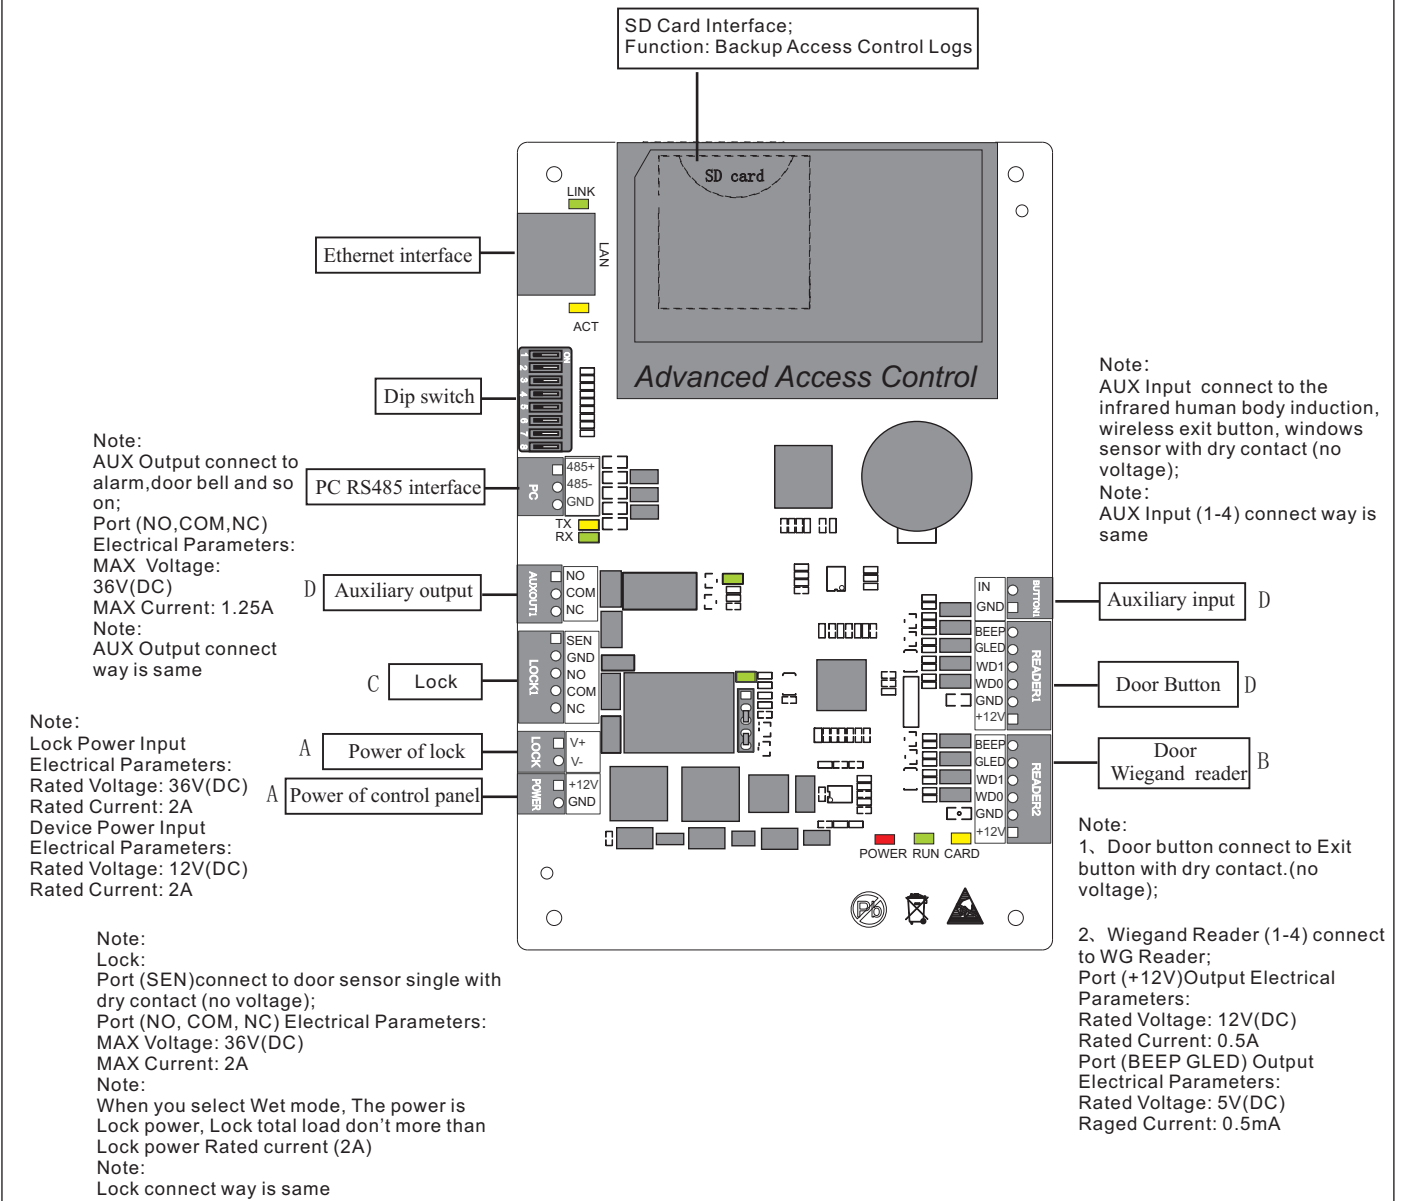 SD Card Interface;
Function: Backup Access Control Logs
SD card
LINK
LAN
ACT
Ethernet interface
Advanced Access Control
ON
1
2
3
4
5
6
7
8
Dip switch
Note:
AUX Output connect to
alarm,door bell and so
on;
Port (NO,COM,NC)
Electrical Parameters:
MAX Voltage:
36V(DC)
MAX Current: 1.25A
Note:
AUX Output connect
way is same
PC RS485 interface
PC
485+
485-
GND
TX
RX
D
Auxiliary output
AUXOUT1
NO
COM
NC
C
Lock
LOCK1
SEN
GND
NO
COM
NC
A
Power of lock
LOCK
V+
V-
A
Power of control panel
POWER
+12V
GND
Note:
Lock Power Input
Electrical Parameters:
Rated Voltage: 36V(DC)
Rated Current: 2A
Device Power Input
Electrical Parameters:
Rated Voltage: 12V(DC)
Rated Current: 2A
Note:
AUX Input connect to the
infrared human body induction,
wireless exit button, windows
sensor with dry contact (no
voltage);
Note:
AUX Input (1-4) connect way is
same
IN
GND
BUTTON1
Auxiliary input
D
BEEP
GLED
WD1
WD0
GND
+12V
READER1
Door Button
D
BEEP
GLED
WD1
WD0
GND
+12V
READER2
Door
Wiegand reader
B
POWER RUN CARD
Pb
Note:
1、Door button connect to Exit
button with dry contact.(no
voltage);
2、Wiegand Reader (1-4) connect
to WG Reader;
Port (+12V)Output Electrical
Parameters:
Rated Voltage: 12V(DC)
Rated Current: 0.5A
Port (BEEP GLED) Output
Electrical Parameters:
Rated Voltage: 5V(DC)
Raged Current: 0.5mA
Note:
Lock:
Port (SEN)connect to door sensor single with
dry contact (no voltage);
Port (NO, COM, NC) Electrical Parameters:
MAX Voltage: 36V(DC)
MAX Current: 2A
Note:
When you select Wet mode, The power is
Lock power, Lock total load don't more than
Lock power Rated current (2A)
Note:
Lock connect way is same